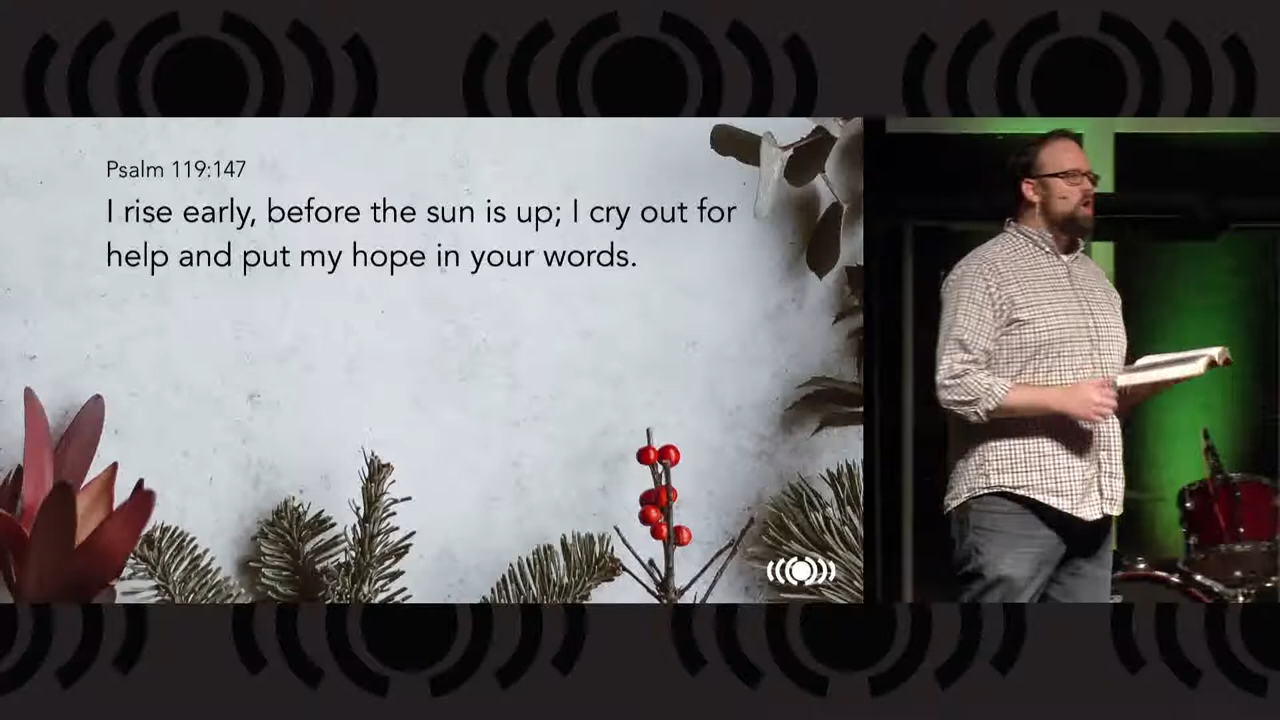 Psalm 119:147
I rise early, before the sun is up; I cry out for
help and put my hope in your words.